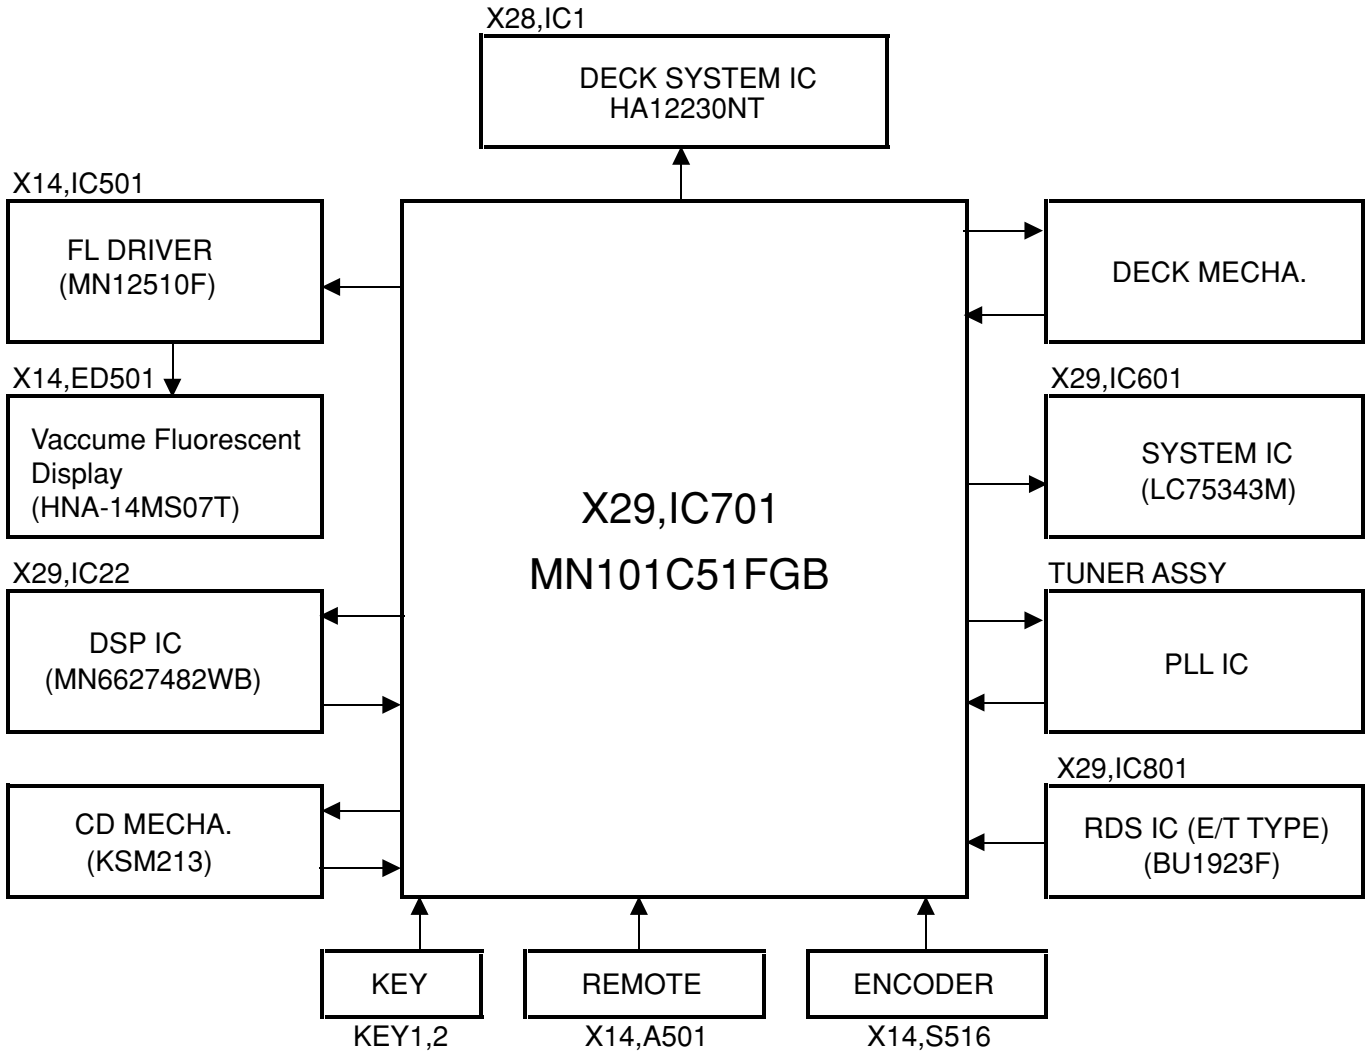 X28,IC1
DECK SYSTEM IC
HA12230NT
X14,IC501
FL DRIVER
(MN12510F)
DECK MECHA.
X14,ED501
Vaccume Fluorescent
Display
(HNA-14MS07T)
X29,IC601
SYSTEM IC
(LC75343M)
X29,IC701
MN101C51FGB
X29,IC22
DSP IC
(MN6627482WB)
TUNER ASSY
PLL IC
CD MECHA.
(KSM213)
X29,IC801
RDS IC (E/T TYPE)
(BU1923F)
KEY
KEY1,2
REMOTE
X14,A501
ENCODER
X14,S516